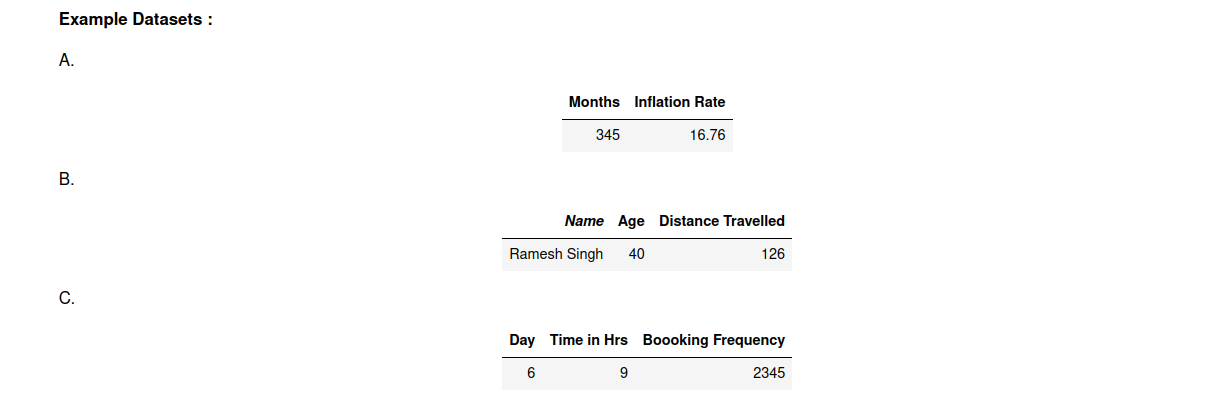 Example Datasets :
A.
Months Inflation Rate
345 16.76
B.
Name Age Distance Travelled
Ramesh Singh 40 126
C.
Day Time in Hrs Boooking Frequency
6 9 2345